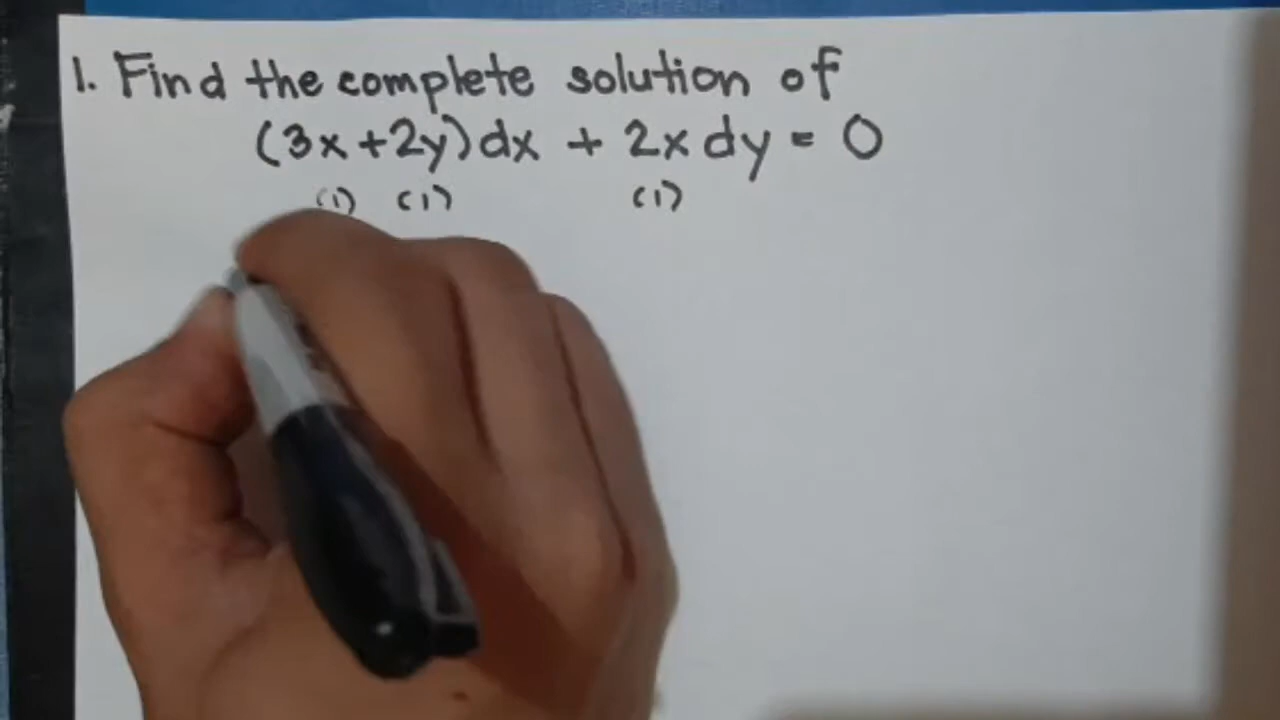 1. Find the complete solution of
(3x+2y)dx + 2x dy = 0
(1) (1) (1)